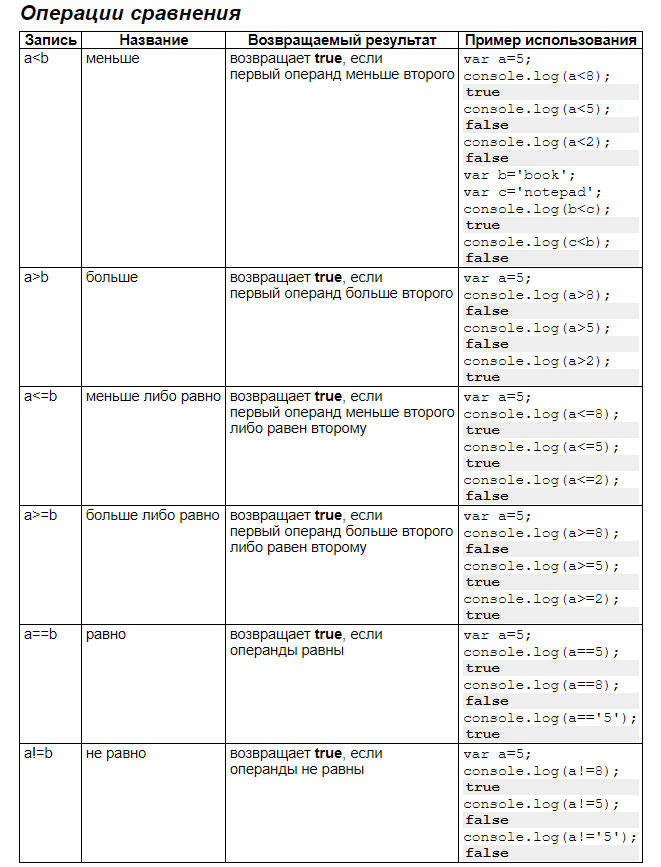 Операции сравнения
Запись Название Возвращаемый результат Пример использования
a<b меньше возвращает true, если
первый операнд меньше второго
var a=5;
console.log(a<8);
true
console.log(a<5);
false
console.log(a<2);
false
var b='book';
var c='notepad';
console.log(b<c);
true
console.log(c<b);
false
a>b больше возвращает true, если
первый операнд больше второго
var a=5;
console.log(a>8);
false
console.log(a>5);
false
console.log(a>2);
true
a<=b меньше либо равно возвращает true, если
первый операнд меньше второго
либо равен второму
var a=5;
console.log(a<=8);
true
console.log(a<=5);
true
console.log(a<=2);
false
a>=b больше либо равно возвращает true, если
первый операнд больше второго
либо равен второму
var a=5;
console.log(a>=8);
false
console.log(a>=5);
true
console.log(a>=2);
true
a==b равно возвращает true, если
операнды равны
var a=5;
console.log(a==5);
true
console.log(a==8);
false
console.log(a=='5');
true
a!=b не равно возвращает true, если
операнды не равны
var a=5;
console.log(a!=8);
true
console.log(a!=5);
false
console.log(a!='5');
false